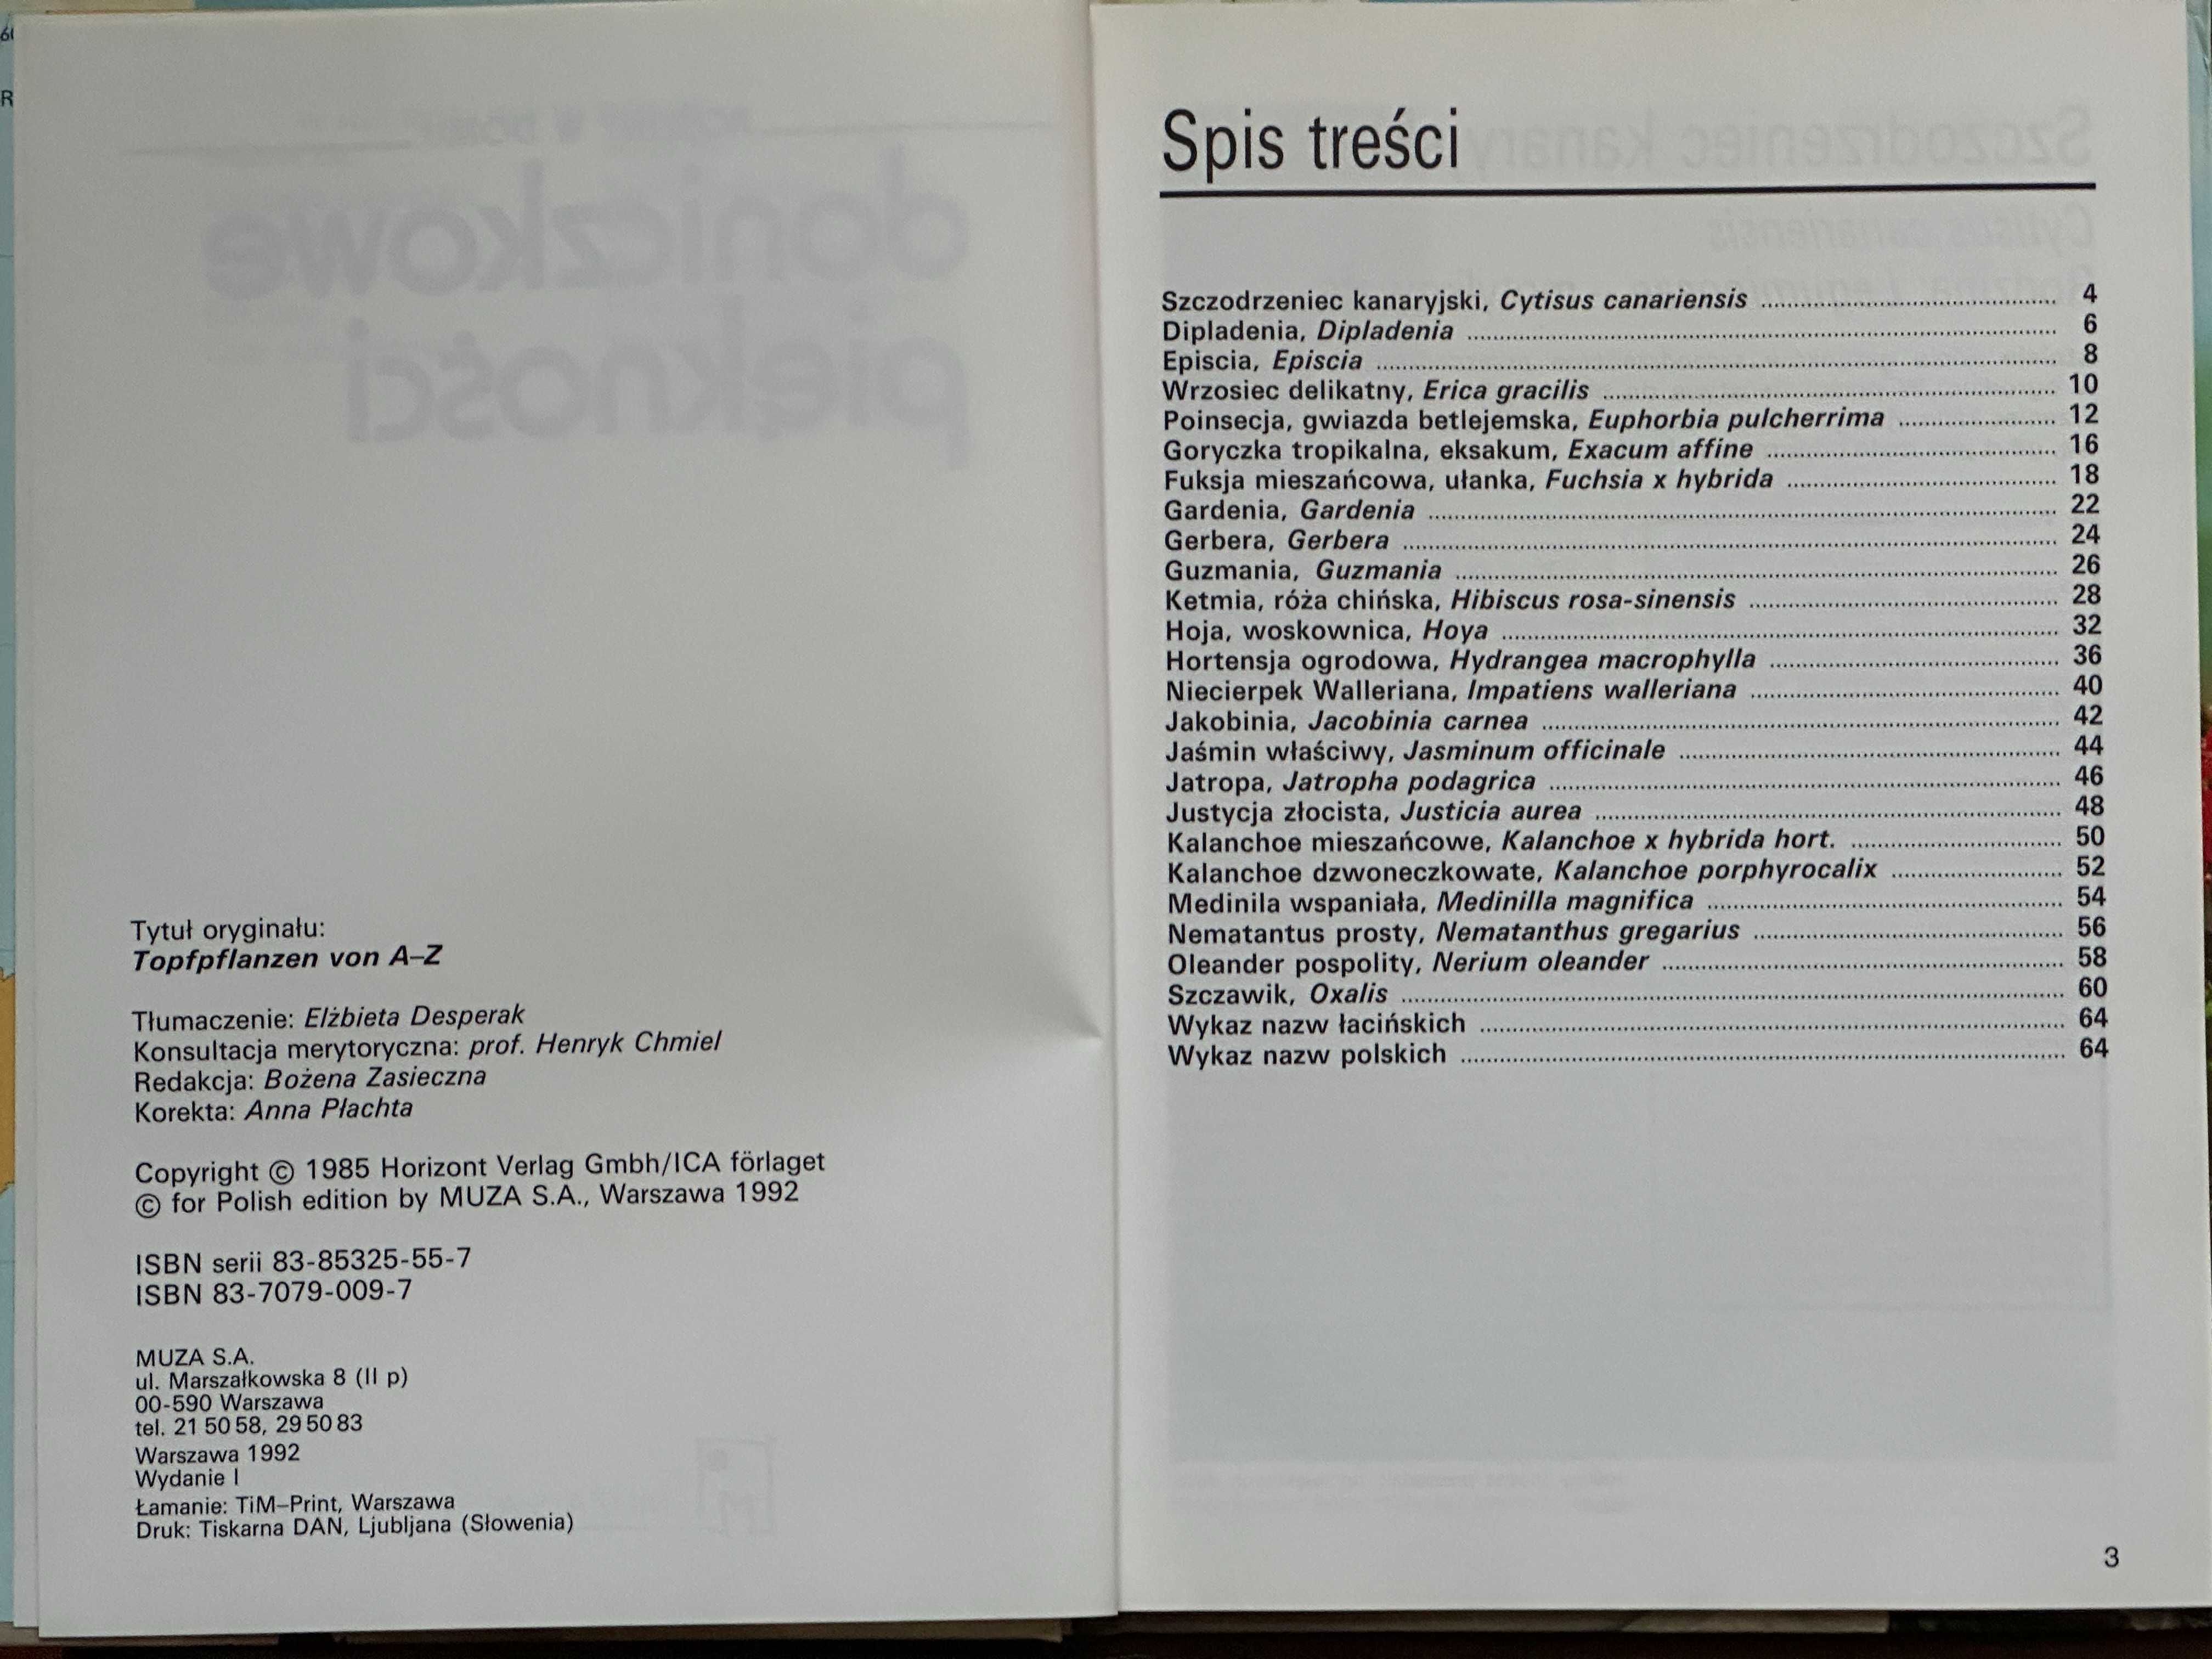 Tytuł oryginału:
Topfpflanzen von A–Z
Tłumaczenie: Elżbieta Desperak
Konsultacja merytoryczna: prof. Henryk Chmiel
Redakcja: Bożena Zasieczna
Korekta: Anna Płachta
Copyright © 1985 Horizont Verlag Gmbh/ICA förlaget
© for Polish edition by MUZA S.A., Warszawa 1992
ISBN serii 83-85325-55-7
ISBN 83-7079-009-7
MUZA S.A.
ul. Marszałkowska 8 (II p)
00-590 Warszawa
tel. 21 50 58, 29 50 83
Warszawa 1992
Wydanie I
Łamanie: TiM–Print, Warszawa
Druk: Tiskarna DAN, Ljubljana (Słowenia)
Spis treści
Szczodrzeniec kanaryjski, Cytisus canariensis ........ 4
Dipladenia, Dipladenia ........ 6
Episcia, Episcia ........ 8
Wrzosiec delikatny, Erica gracilis ........ 10
Poinsecja, gwiazda betlejemska, Euphorbia pulcherrima ........ 12
Goryczka tropikalna, eksakum, Exacum affine ........ 16
Fuksja mieszańcowa, ułanka, Fuchsia x hybrida ........ 18
Gardenia, Gardenia ........ 22
Gerbera, Gerbera ........ 24
Guzmania, Guzmania ........ 26
Ketmia, róża chińska, Hibiscus rosa-sinensis ........ 28
Hoja, woskownica, Hoya ........ 32
Hortensja ogrodowa, Hydrangea macrophylla ........ 36
Niecierpek Walleriana, Impatiens walleriana ........ 40
Jakobinia, Jacobinia carnea ........ 42
Jaśmin właściwy, Jasminum officinale ........ 44
Jatropa, Jatropha podagrica ........ 46
Justycja złocista, Justicia aurea ........ 48
Kalanchoe mieszańcowe, Kalanchoe x hybrida hort. ........ 50
Kalanchoe dzwoneczkowate, Kalanchoe porphyrocalix ........ 52
Medinila wspaniała, Medinilla magnifica ........ 54
Nematantus prosty, Nematanthus gregarius ........ 56
Oleander pospolity, Nerium oleander ........ 58
Szczawik, Oxalis ........ 60
Wykaz nazw łacińskich ........ 64
Wykaz nazw polskich ........ 64
3